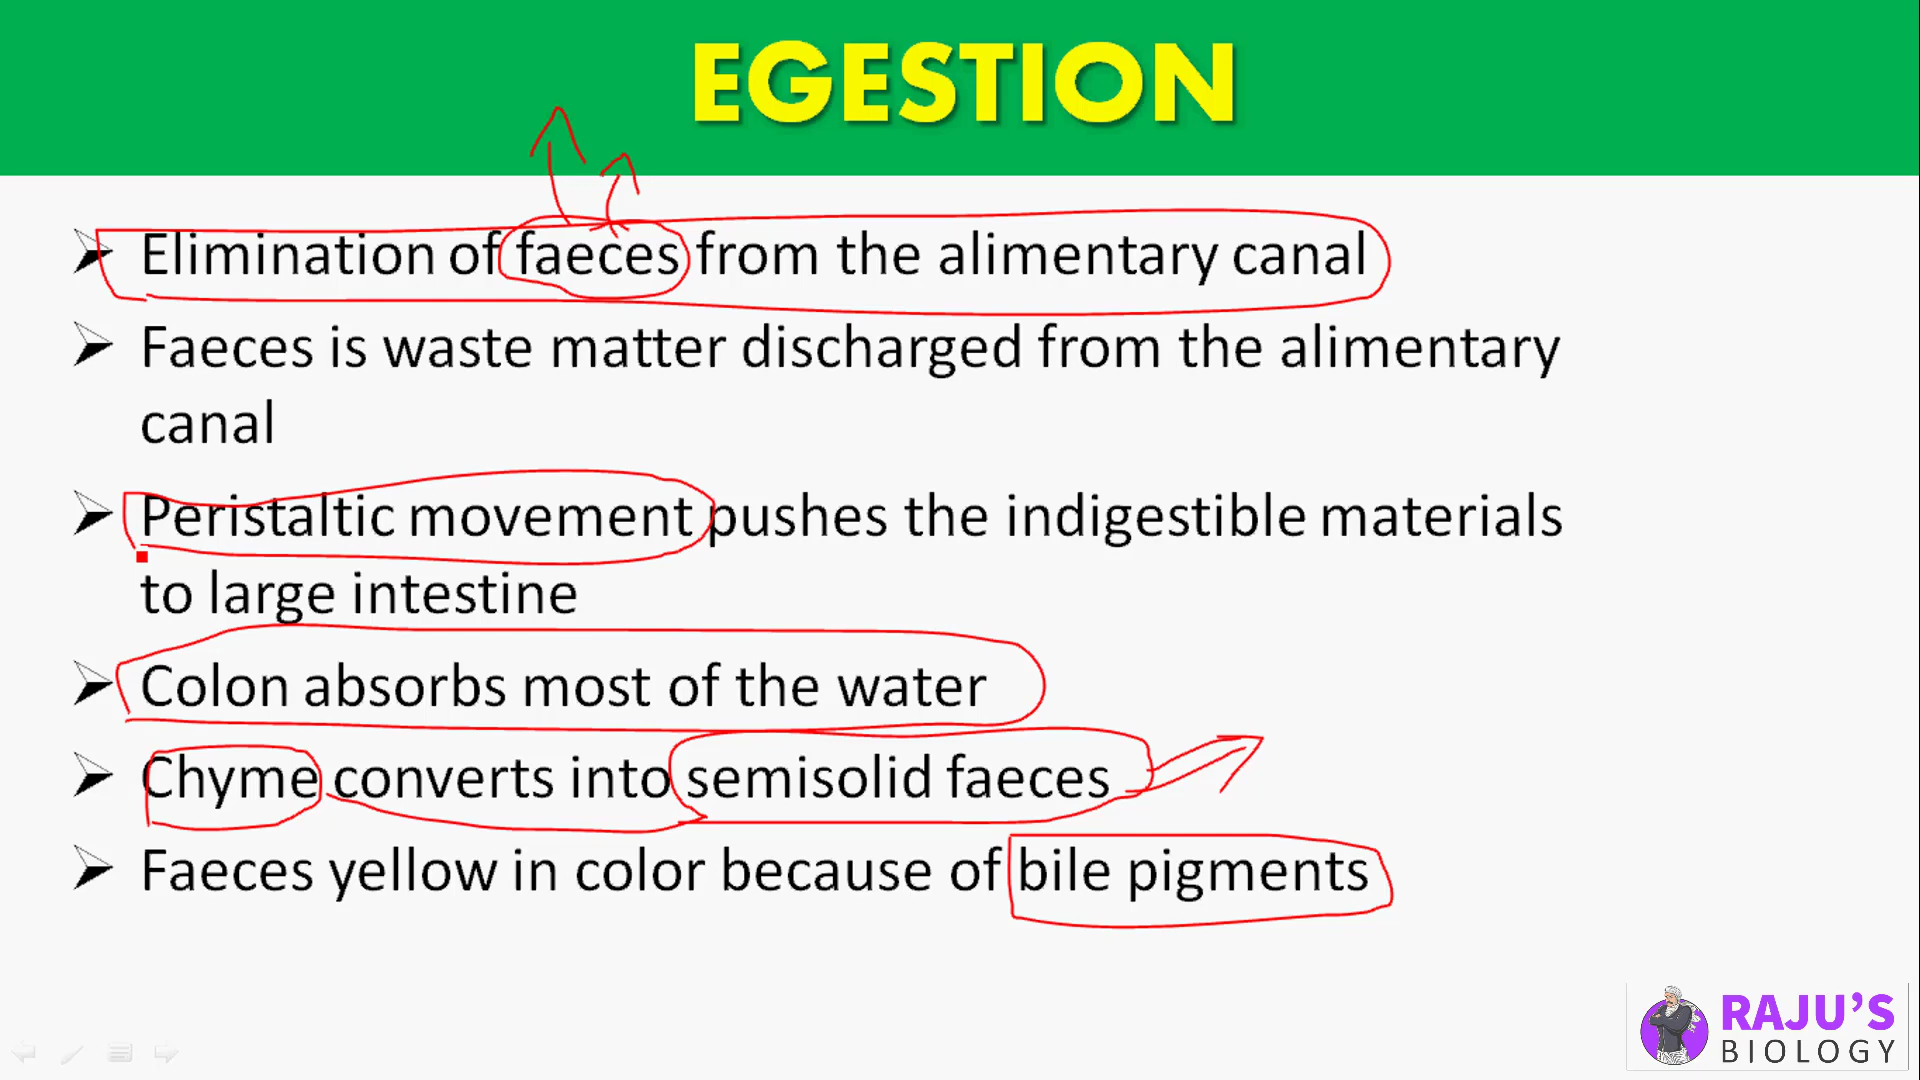 EGESTION
Elimination of faeces from the alimentary canal
Faeces is waste matter discharged from the alimentary
canal
Peristaltic movement pushes the indigestible materials
to large intestine
Colon absorbs most of the water
Chyme converts into semisolid faeces
Faeces yellow in color because of bile pigments
RAJU'S
BIOLOGY